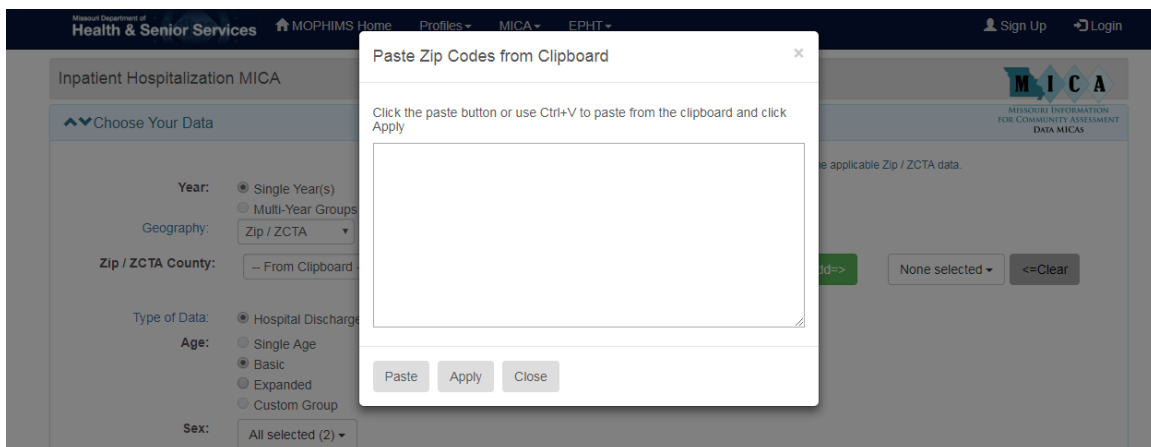 Missouri Department of
Health & Senior Services
MOPHIMS Home
Profiles
MICA
EPHT
Sign Up
Login
Paste Zip Codes from Clipboard
×
Inpatient Hospitalization MICA
M I C A
MISSOURI INFORMATION
FOR COMMUNITY ASSESSMENT
DATA MICAS
Click the paste button or use Ctrl+V to paste from the clipboard and click
Apply
Choose Your Data
applicable Zip / ZCTA data.
Year:
Single Year(s)
Multi-Year Groups
Geography:
Zip / ZCTA
Zip / ZCTA County:
-- From Clipboard -
=>
None selected
<=Clear
Type of Data:
Hospital Discharge
Age:
Single Age
Basic
Expanded
Custom Group
Paste
Apply
Close
Sex:
All selected (2)